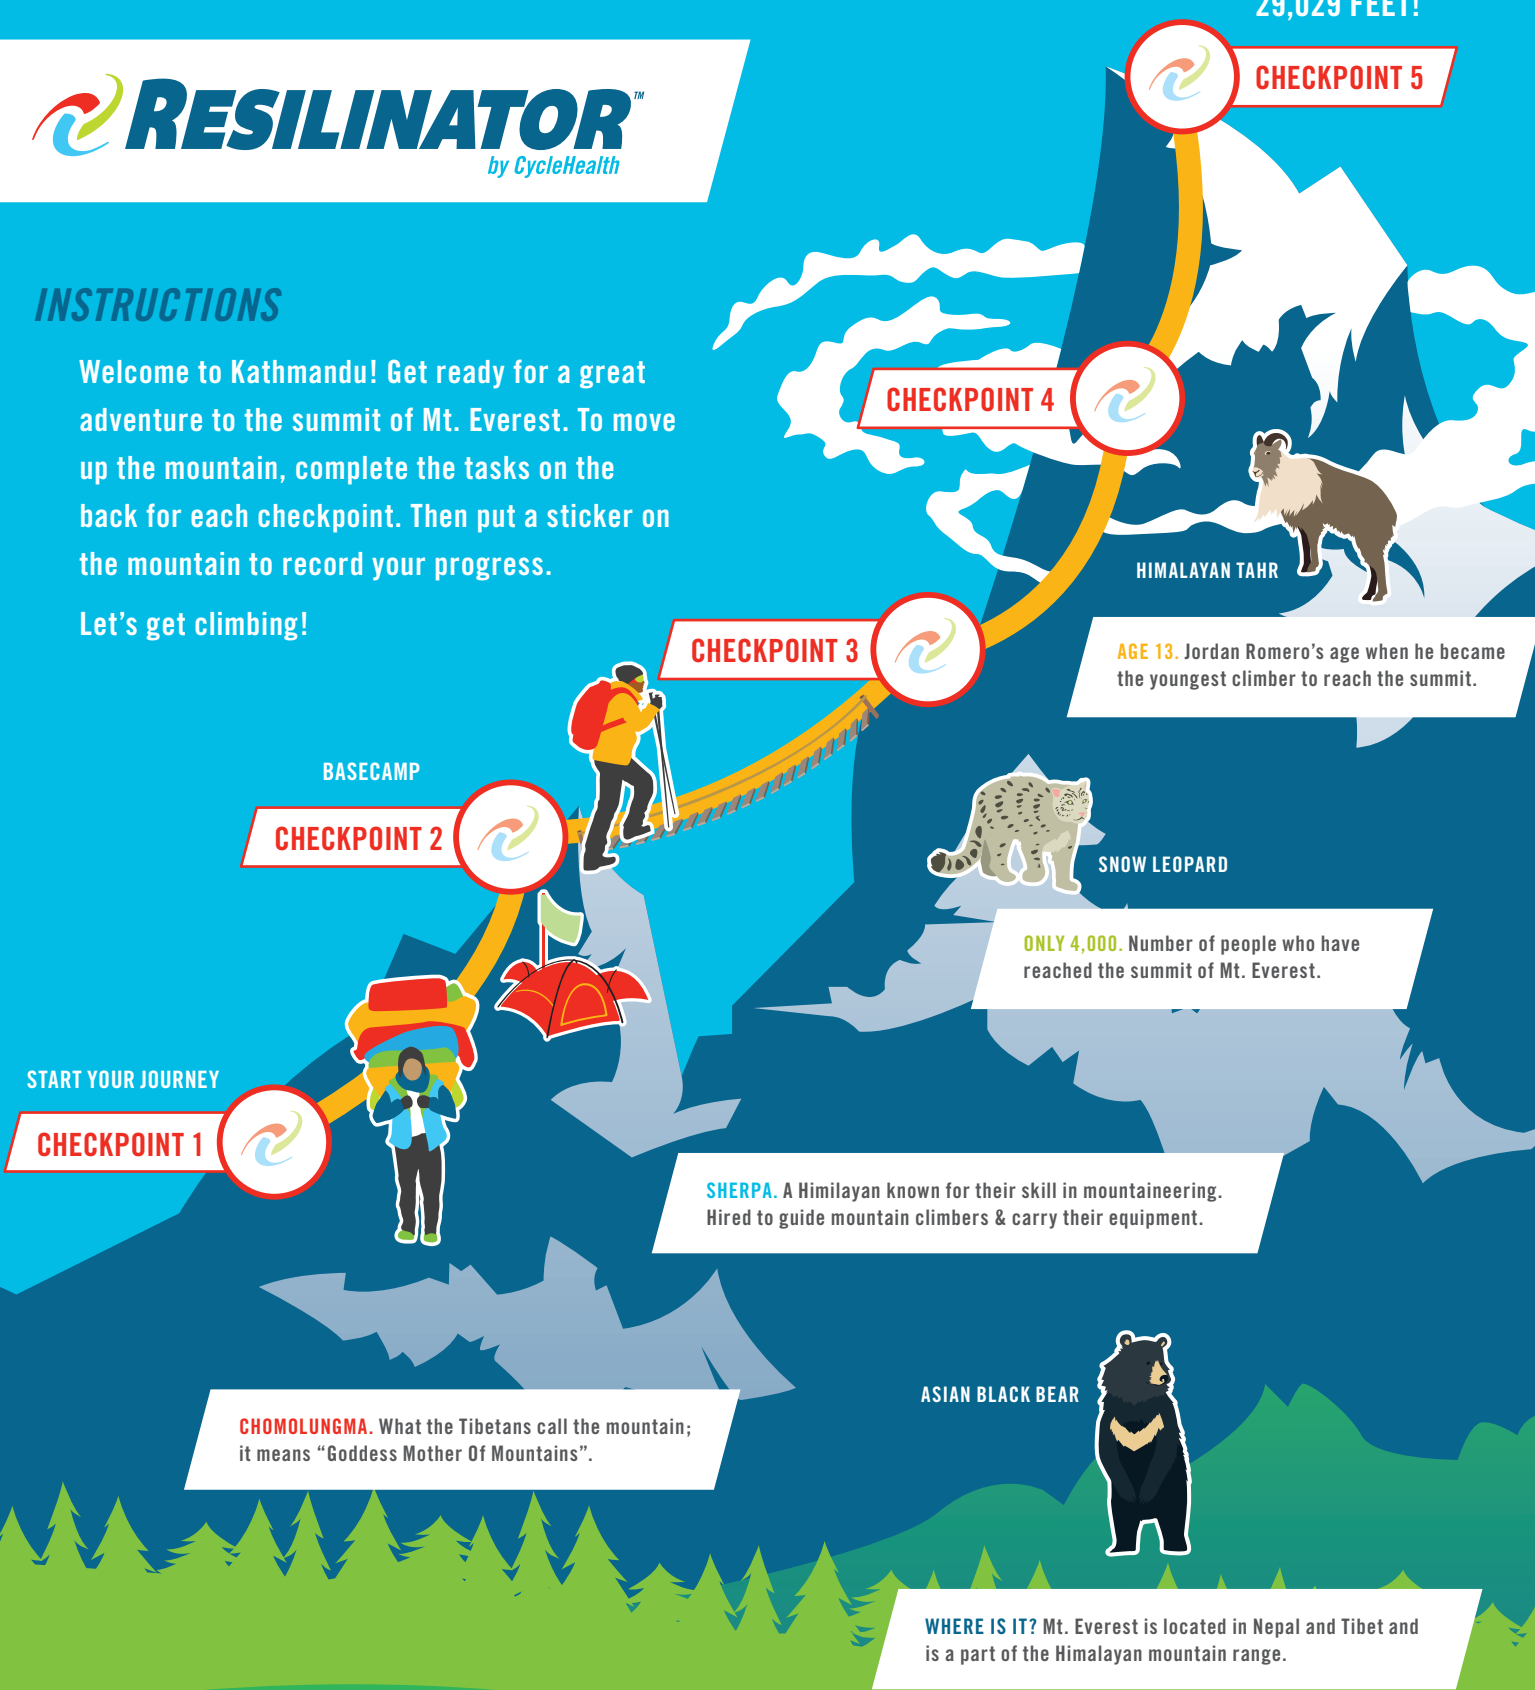 29,029 FEET!
CHECKPOINT 5
RESILINATOR™
by CycleHealth
INSTRUCTIONS
Welcome to Kathmandu! Get ready for a great
adventure to the summit of Mt. Everest. To move
up the mountain, complete the tasks on the
back for each checkpoint. Then put a sticker on
the mountain to record your progress.
Let's get climbing!
CHECKPOINT 4
HIMALAYAN TAHR
CHECKPOINT 3
AGE 13. Jordan Romero's age when he became
the youngest climber to reach the summit.
BASECAMP
CHECKPOINT 2
SNOW LEOPARD
ONLY 4,000. Number of people who have
reached the summit of Mt. Everest.
START YOUR JOURNEY
CHECKPOINT 1
SHERPA. A Himilayan known for their skill in mountaineering.
Hired to guide mountain climbers & carry their equipment.
ASIAN BLACK BEAR
CHOMOLUNGMA. What the Tibetans call the mountain;
it means “Goddess Mother Of Mountains”.
WHERE IS IT? Mt. Everest is located in Nepal and Tibet and
is a part of the Himalayan mountain range.